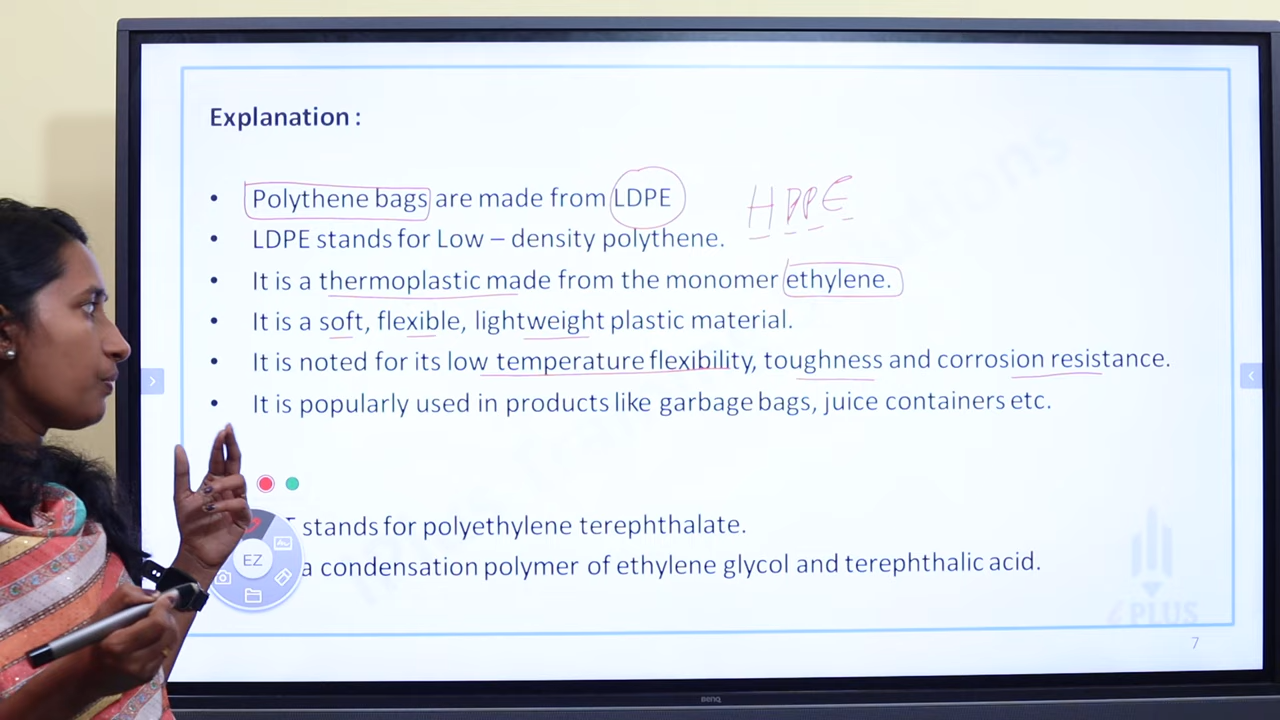 Explanation :
• Polythene bags are made from LDPE HDPE
• LDPE stands for Low – density polythene.
• It is a thermoplastic made from the monomer ethylene.
• It is a soft, flexible, lightweight plastic material.
• It is noted for its low temperature flexibility, toughness and corrosion resistance.
• It is popularly used in products like garbage bags, juice containers etc.
stands for polyethylene terephthalate.
EZ
a condensation polymer of ethylene glycol and terephthalic acid.
PLUS
7
BenQ